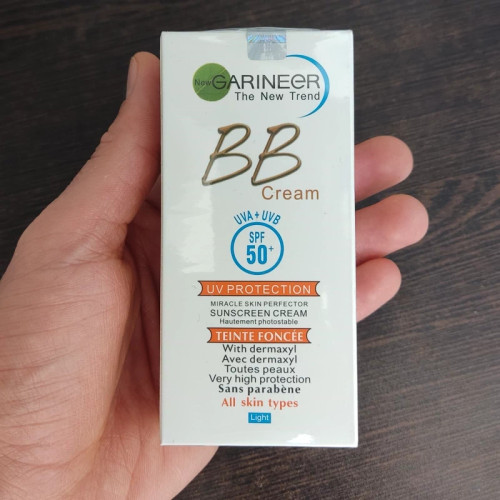 New GARINEER
The New Trend
BB
Cream
UVA + UVB
SPF
50+
UV PROTECTION
MIRACLE SKIN PERFECTOR
SUNSCREEN CREAM
Hautement photostable
TEINTE FONCÉE
With dermaxyl
Avec dermaxyl
Toutes peaux
Very high protection
Sans parabène
All skin types
Light